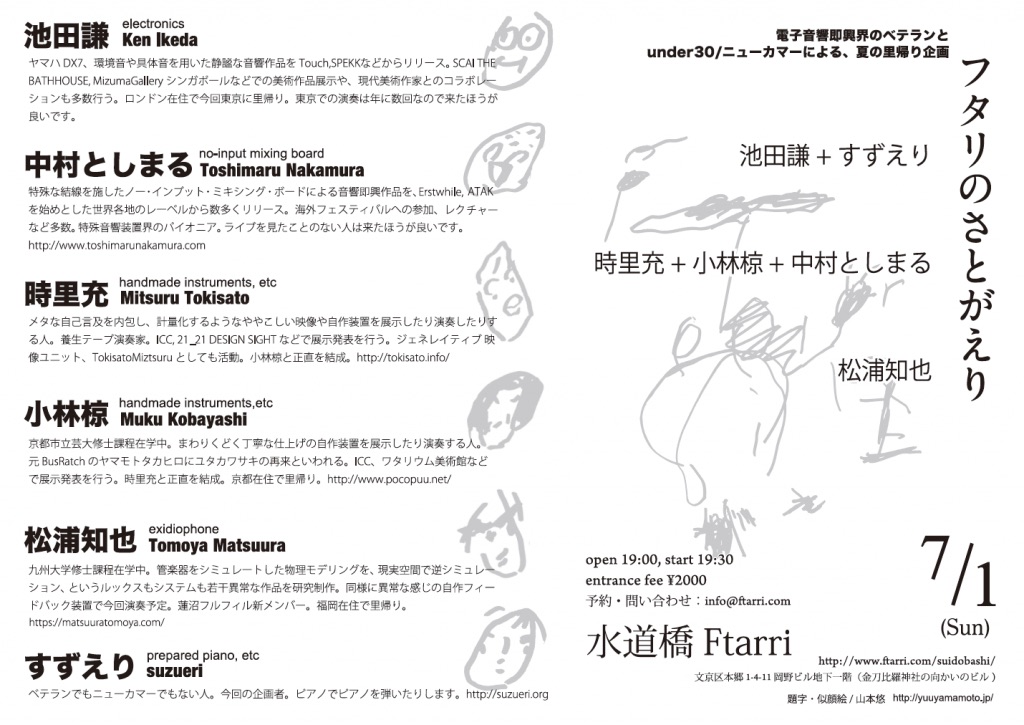 池田謙 electronics Ken Ikeda
ヤマハDX7、環境音や具体音を用いた静謐な音響作品をTouch,SPEKKなどからリリース。SCAI THE
BATHHOUSE, MizumaGallery シンガポールなどでの美術作品展示や、現代美術作家とのコラボレ
ーションも多数行う。ロンドン在住で今回東京に里帰り。東京での演奏は年に数回なので来たほうが
良いです。
中村としまる no-input mixing board Toshimaru Nakamura
特殊な結線を施したノー・インプット・ミキシング・ボードによる音響即興作品を、Erstwhile, ATAK
を始めとした世界各地のレーベルから数多くリリース。海外フェスティバルへの参加、レクチャー
など多数。特殊音響装置界のパイオニア。ライブを見たことのない人は来たほうが良いです。
http://www.toshimarunakamura.com
時里充 handmade instruments, etc Mitsuru Tokisato
メタな自己言及を内包し、計量化するようなややこしい映像や自作装置を展示したり演奏したりす
る人。養生テープ演奏家。ICC, 21_21 DESIGN SIGHT などで展示発表を行う。ジェネレイティブ映
像ユニット、TokisatoMiztsuru としても活動。小林椋と正直を結成。http://tokisato.info/
小林椋 handmade instruments,etc Muku Kobayashi
京都市立芸大修士課程在学中。まわりくどく丁寧な仕上げの自作装置を展示したり演奏する人。
元BusRatch のヤマモトタカヒロにユタカワサキの再来といわれる。ICC、ワタリウム美術館など
で展示発表を行う。時里充と正直を結成。京都在住で里帰り。http://www.pocopuu.net/
松浦知也 exidiophone Tomoya Matsuura
九州大学修士課程在学中。管楽器をシミュレートした物理モデリングを、現実空間で逆シミュレー
ション、というルックスもシステムも若干異常な作品を研究制作。同様に異常な感じの自作フィー
ドバック装置で今回演奏予定。蓮沼フルフィル新メンバー。福岡在住で里帰り。
https://matsuuratomoya.com/
すずえり prepared piano, etc suzueri
ベテランでもニューカマーでもない人。今回の企画者。ピアノでピアノを弾いたりします。http://suzueri.org
電子音響即興界のベテランと
under30/ニューカマーによる、夏の里帰り企画
フタリのさとがえり
池田謙 + すずえり
時里充 + 小林椋 + 中村としまる
松浦知也
open 19:00, start 19:30
entrance fee ¥2000
予約・問い合わせ：info@ftarri.com
7/1
(Sun)
水道橋 Ftarri
http://www.ftarri.com/suidobashi/
文京区本郷 1-4-11 岡野ビル地下一階（金刀比羅神社の向かいのビル）
題字・似顔絵 / 山本悠 http://yuuyamamoto.jp/